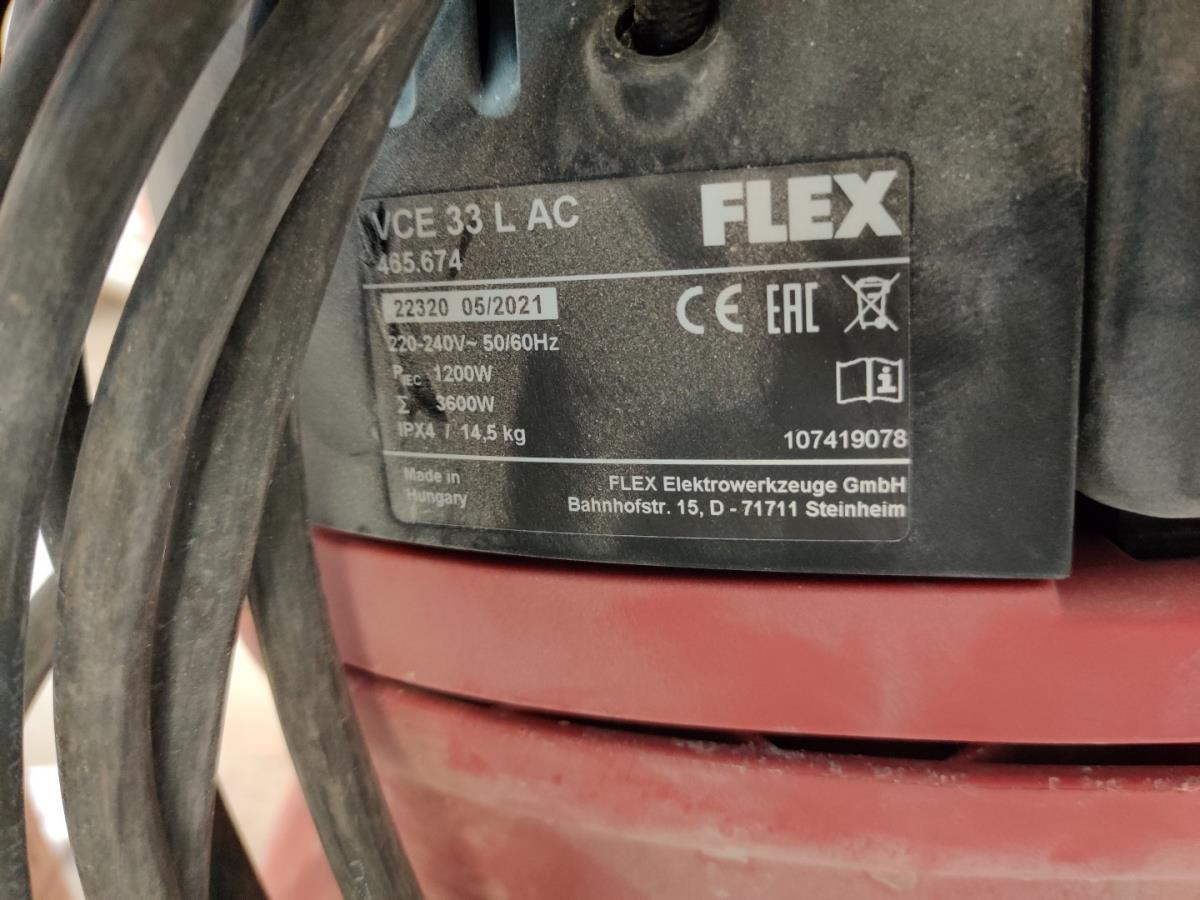 VCE 33 L AC
FLEX
465.674
22320 05/2021
CE EAC
220-240V~ 50/60Hz
PIEC 1200W
Σ 3600W
IPX4 / 14,5 kg
107419078
Made in
Hungary
FLEX Elektrowerkzeuge GmbH
Bahnhofstr. 15, D - 71711 Steinheim